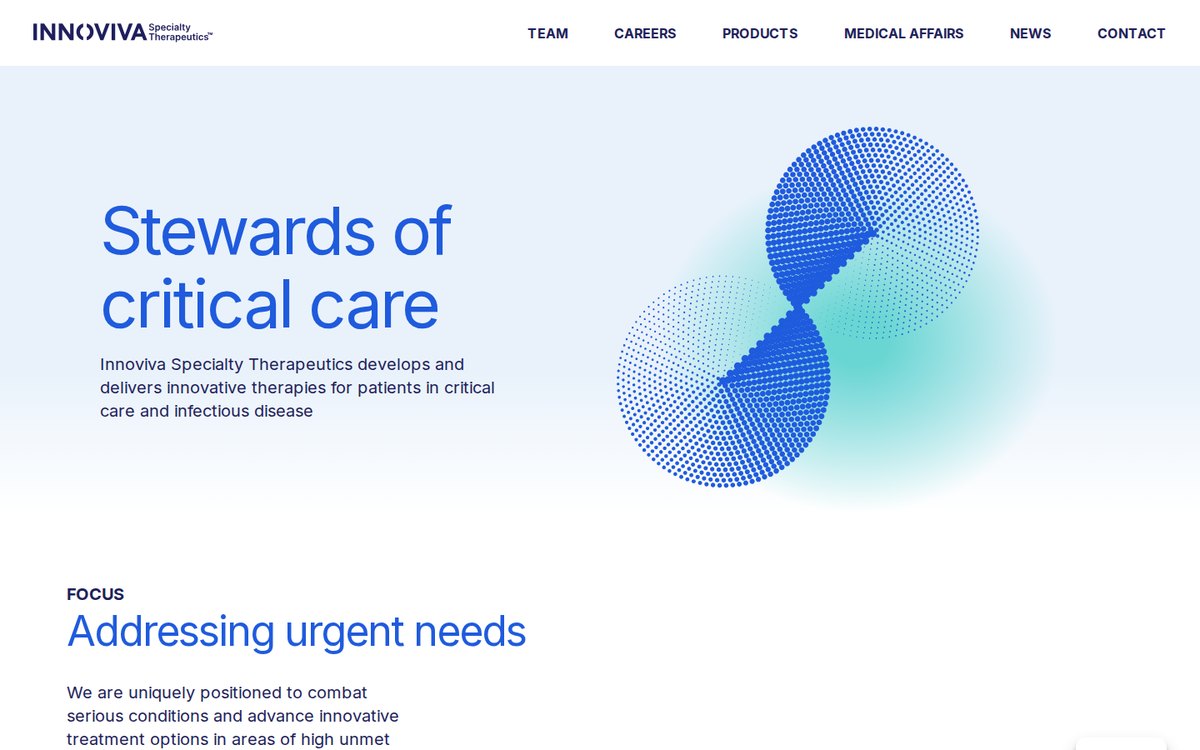 INNOVIVA Specialty
Therapeutics™
TEAM CAREERS PRODUCTS MEDICAL AFFAIRS NEWS CONTACT
Stewards of
critical care
Innoviva Specialty Therapeutics develops and
delivers innovative therapies for patients in critical
care and infectious disease
FOCUS
Addressing urgent needs
We are uniquely positioned to combat
serious conditions and advance innovative
treatment options in areas of high unmet